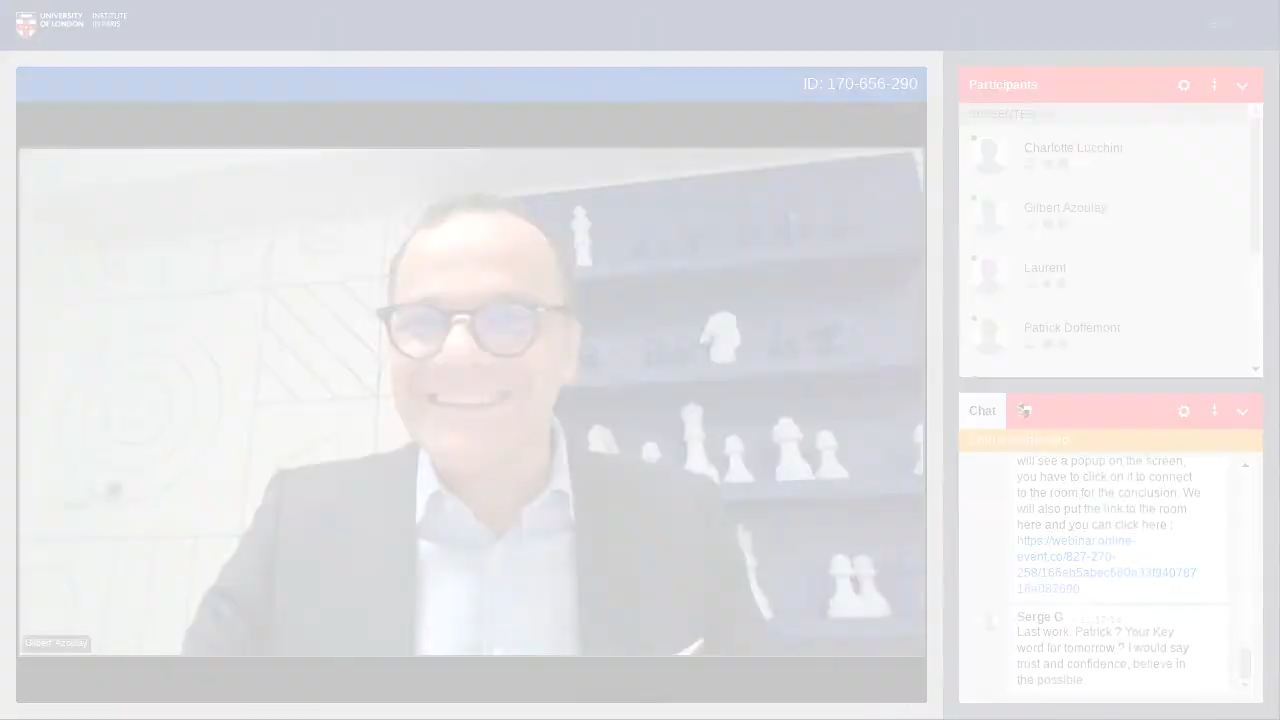 UNIVERSITY OF LONDON
INSTITUTE IN PARIS
ID: 170-656-290
Gilbert Azoulay
Participants
Charlotte Lucchini
Gilbert Azoulay
Laurent
Patrick Doffemont
Chat
will see a popup on the screen,
you have to click on it to connect
to the room for the conclusion. We
will also put the link to the room
here and you can click here :
https://webinar.online-
event.co/827-270-
Serge G
Last work. Patrick ? Your Key
word for tomorrow ? I would say
trust and confidence, believe in
the possible